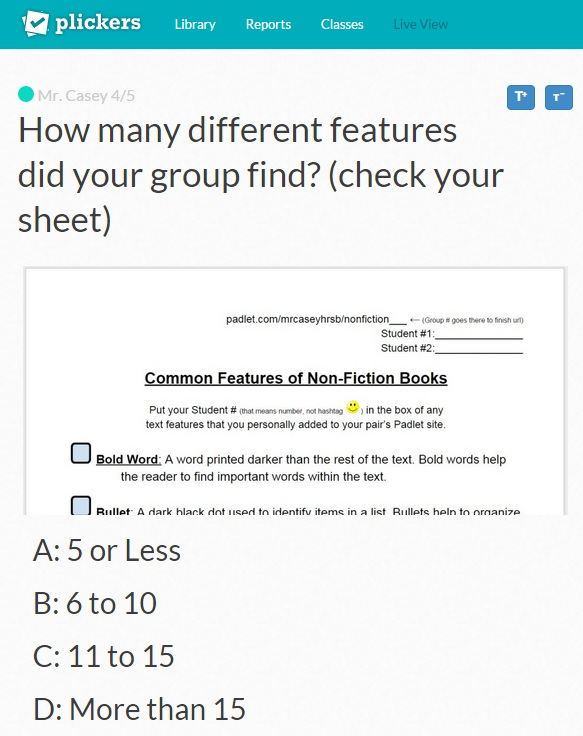 plickers Library Reports Classes Live View
Mr. Casey 4/5 T+ T-
How many different features
did your group find? (check your
sheet)
padlet.com/mrcaseyhrsb/nonfiction___ ← (Group # goes there to finish url)
Student #1:______________
Student #2:______________
Common Features of Non-Fiction Books
Put your Student # (that means number, not hashtag ) in the box of any
text features that you personally added to your pair's Padlet site.
Bold Word: A word printed darker than the rest of the text. Bold words help
the reader to find important words within the text.
Bullet: A dark black dot used to identify items in a list. Bullets help to organize
A: 5 or Less
B: 6 to 10
C: 11 to 15
D: More than 15